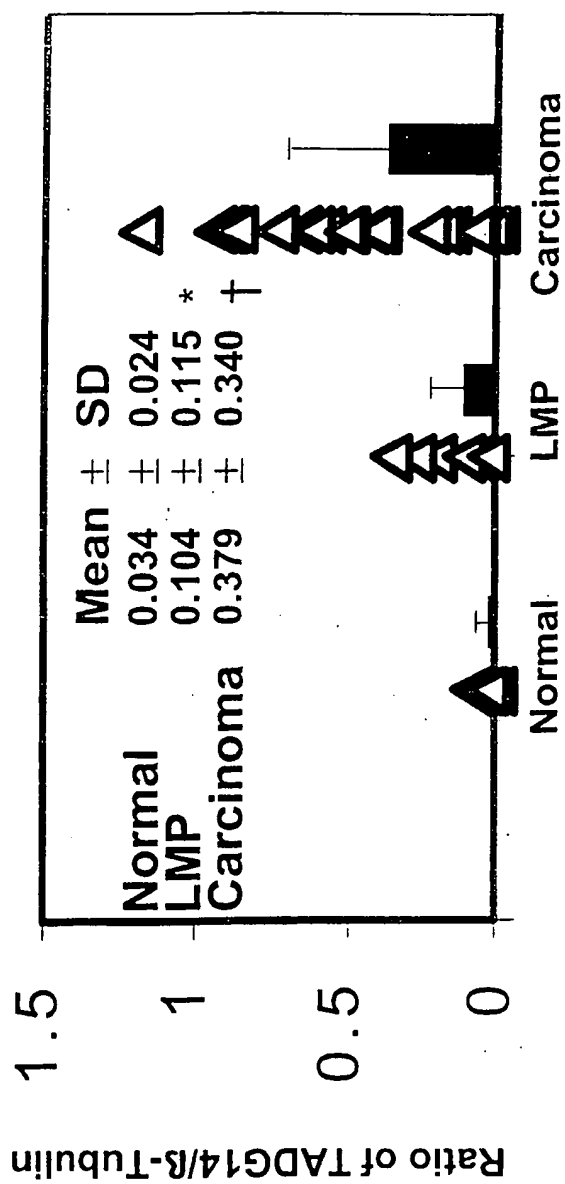 Ratio of TADG14/β-Tubulin
1.5
1
0.5
0
Mean ± SD
Normal 0.034 ± 0.024
LMP 0.104 ± 0.115 *
Carcinoma 0.379 ± 0.340 †
Normal LMP Carcinoma